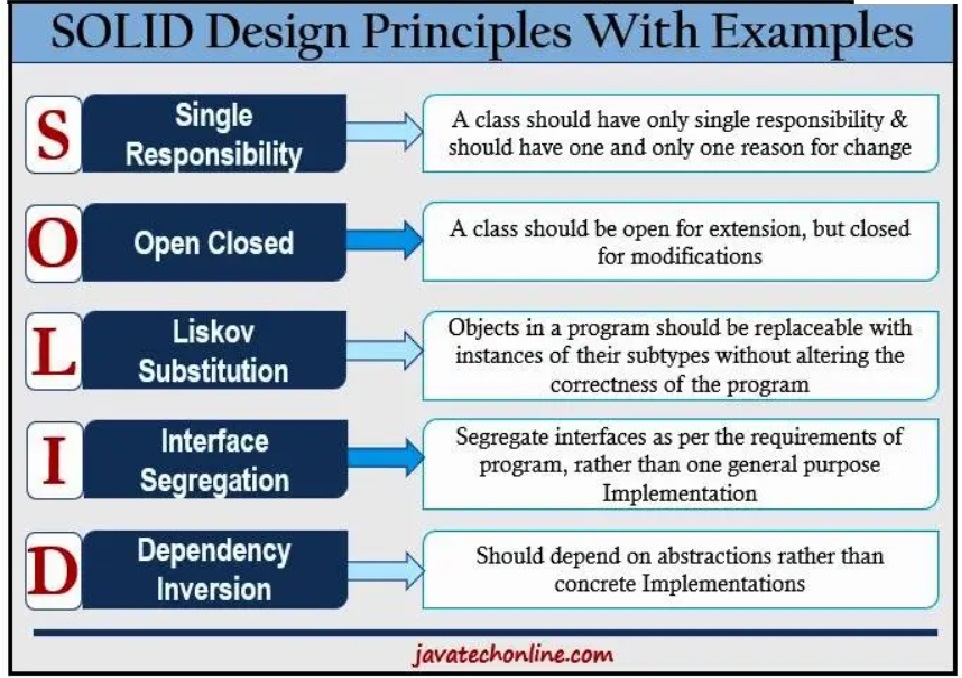 SOLID Design Principles With Examples
S
Single
Responsibility
A class should have only single responsibility &
should have one and only one reason for change
O
Open Closed
A class should be open for extension, but closed
for modifications
L
Liskov
Substitution
Objects in a program should be replaceable with
instances of their subtypes without altering the
correctness of the program
I
Interface
Segregation
Segregate interfaces as per the requirements of
program, rather than one general purpose
Implementation
D
Dependency
Inversion
Should depend on abstractions rather than
concrete Implementations
javatechonline.com